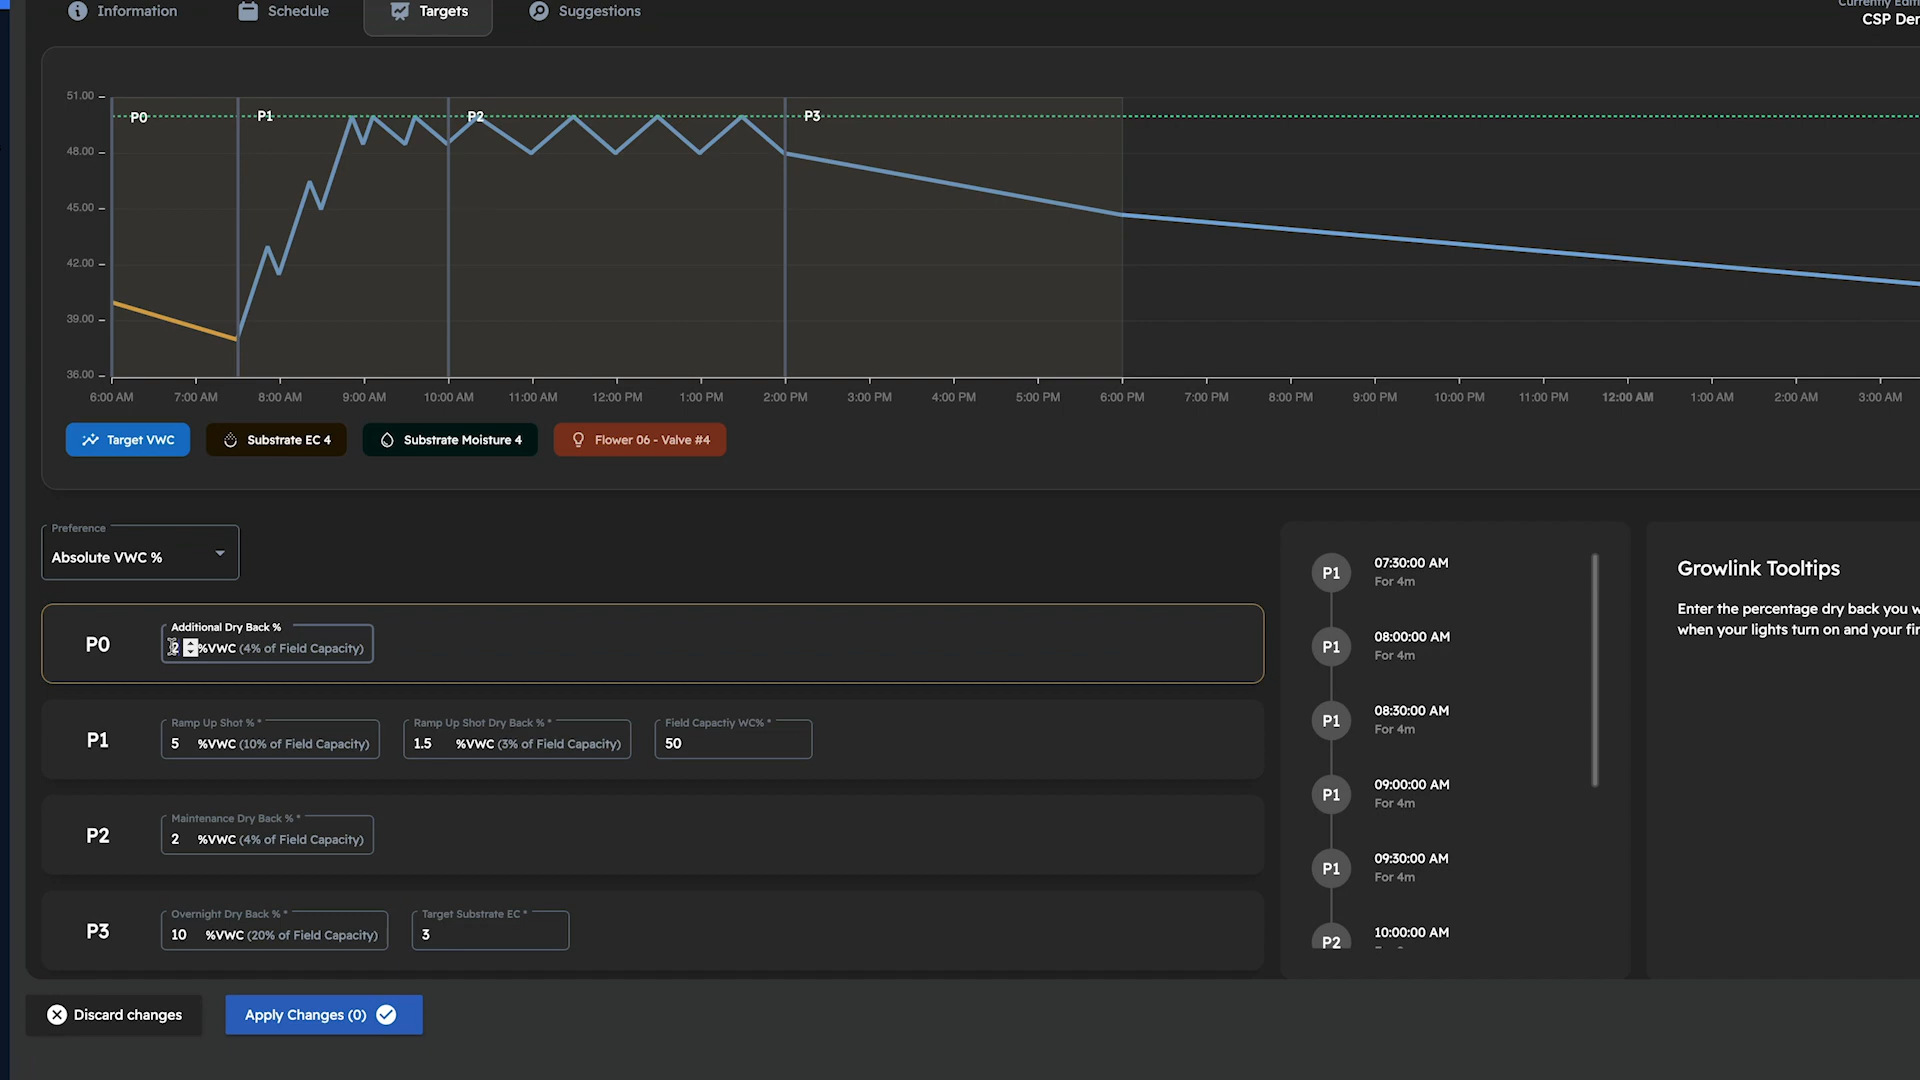 Information
Schedule
Targets
Suggestions
Currently Edi
CSP De
51.00
48.00
45.00
42.00
39.00
36.00
P0
P1
P2
P3
6:00 AM
7:00 AM
8:00 AM
9:00 AM
10:00 AM
11:00 AM
12:00 PM
1:00 PM
2:00 PM
3:00 PM
4:00 PM
5:00 PM
6:00 PM
7:00 PM
8:00 PM
9:00 PM
10:00 PM
11:00 PM
12:00 AM
1:00 AM
2:00 AM
3:00 AM
Target VWC
Substrate EC 4
Substrate Moisture 4
Flower 06 - Valve #4
Preference
Absolute VWC %
P0
Additional Dry Back %
2 %VWC (4% of Field Capacity)
P1
Ramp Up Shot % *
5 %VWC (10% of Field Capacity)
Ramp Up Shot Dry Back % *
1.5 %VWC (3% of Field Capacity)
Field Capactiy WC% *
50
P2
Maintenance Dry Back % *
2 %VWC (4% of Field Capacity)
P3
Overnight Dry Back % *
10 %VWC (20% of Field Capacity)
Target Substrate EC *
3
P1
07:30:00 AM
For 4m
P1
08:00:00 AM
For 4m
P1
08:30:00 AM
For 4m
P1
09:00:00 AM
For 4m
P1
09:30:00 AM
For 4m
P2
10:00:00 AM
Growlink Tooltips
Enter the percentage dry back you w
when your lights turn on and your fir
Discard changes
Apply Changes (0)